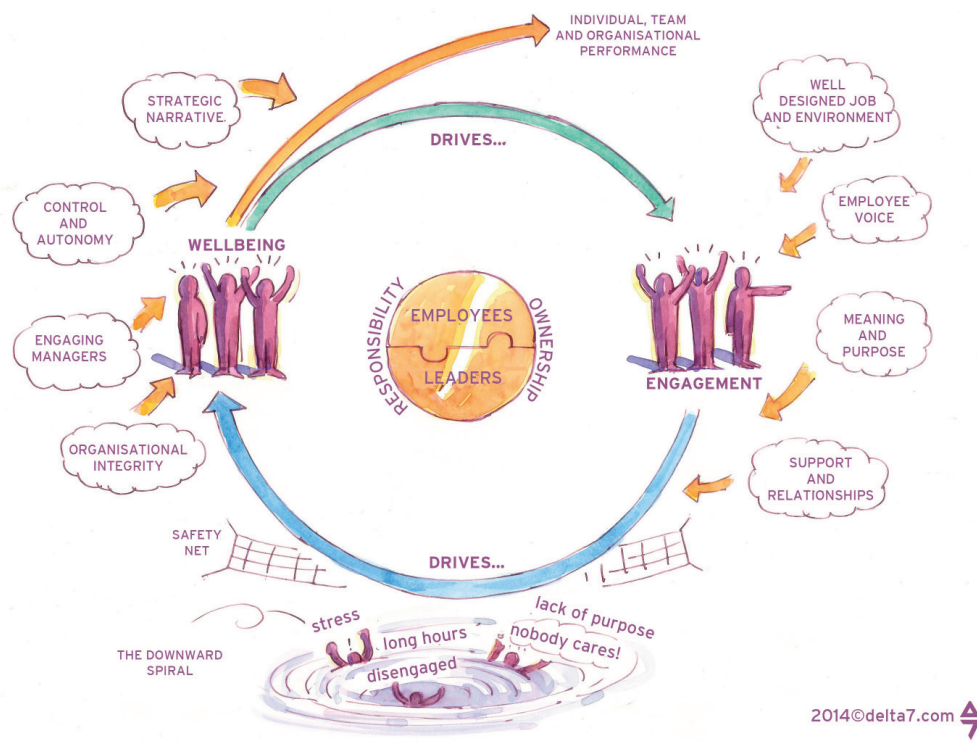 INDIVIDUAL, TEAM
AND ORGANISATIONAL
PERFORMANCE
STRATEGIC
NARRATIVE
WELL
DESIGNED JOB
AND ENVIRONMENT
DRIVES...
CONTROL
AND
AUTONOMY
EMPLOYEE
VOICE
WELLBEING
RESPONSIBILITY
EMPLOYEES
LEADERS
OWNERSHIP
ENGAGING
MANAGERS
MEANING
AND
PURPOSE
ENGAGEMENT
ORGANISATIONAL
INTEGRITY
SUPPORT
AND
RELATIONSHIPS
SAFETY
NET
DRIVES...
THE DOWNWARD
SPIRAL
stress
long hours
disengaged
lack of purpose
nobody cares!
2014©delta7.com